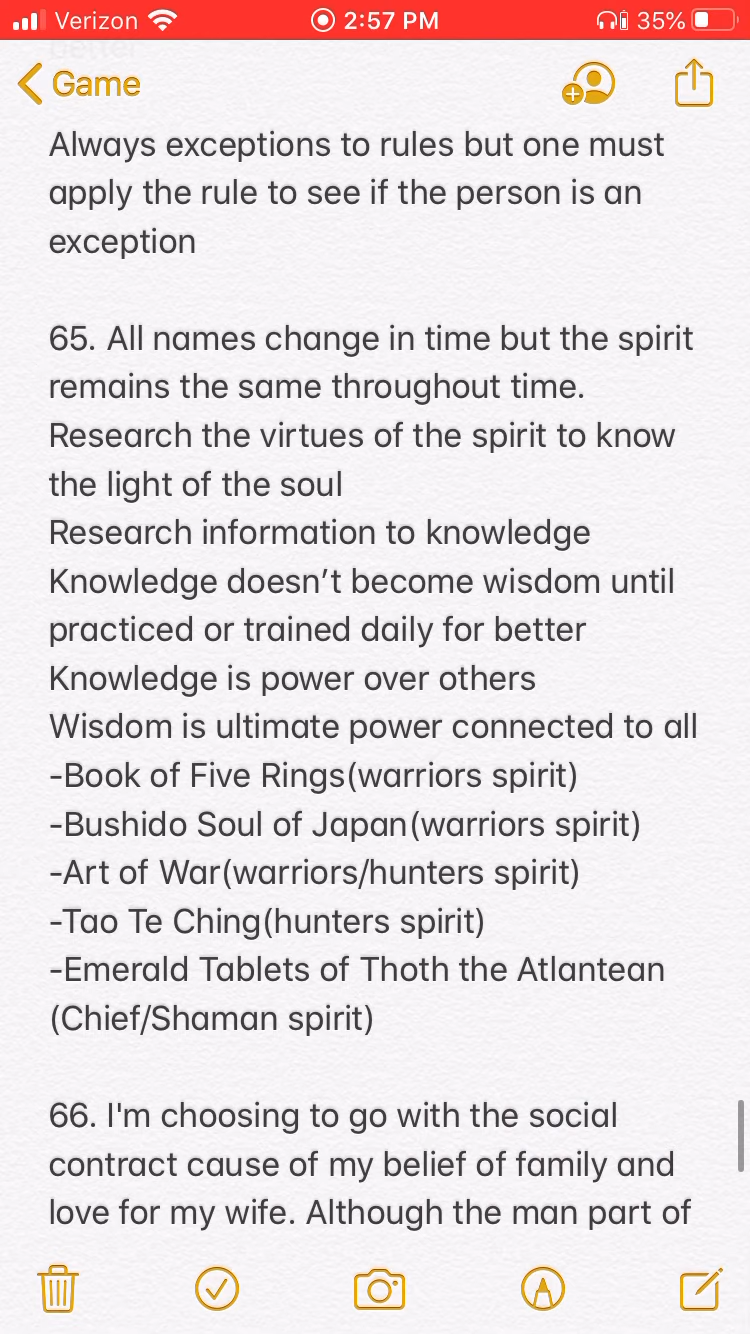 Verizon 2:57 PM 35%
better
Game
Always exceptions to rules but one must
apply the rule to see if the person is an
exception
65. All names change in time but the spirit
remains the same throughout time.
Research the virtues of the spirit to know
the light of the soul
Research information to knowledge
Knowledge doesn’t become wisdom until
practiced or trained daily for better
Knowledge is power over others
Wisdom is ultimate power connected to all
-Book of Five Rings(warriors spirit)
-Bushido Soul of Japan(warriors spirit)
-Art of War(warriors/hunters spirit)
-Tao Te Ching(hunters spirit)
-Emerald Tablets of Thoth the Atlantean
(Chief/Shaman spirit)
66. I'm choosing to go with the social
contract cause of my belief of family and
love for my wife. Although the man part of